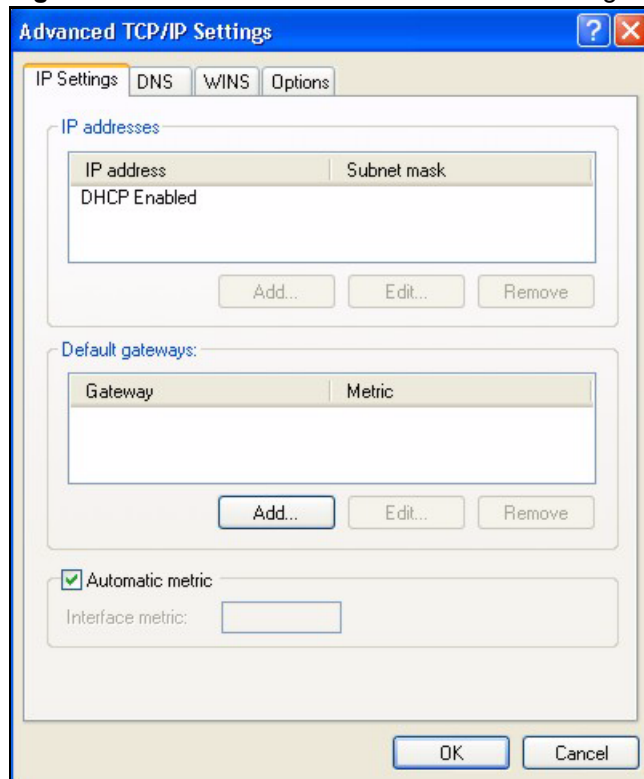 Advanced TCP/IP Settings
IP Settings DNS WINS Options
IP addresses
IP address Subnet mask
DHCP Enabled
Add... Edit... Remove
Default gateways:
Gateway Metric
Add... Edit... Remove
Automatic metric
Interface metric:
OK Cancel